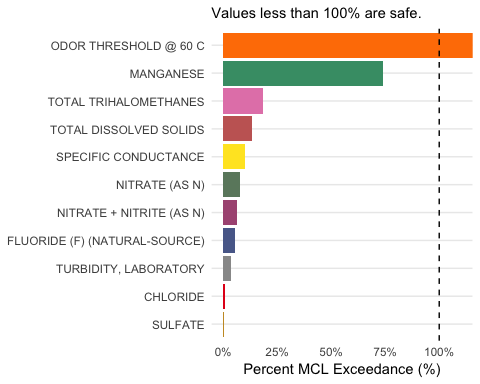 Values less than 100% are safe.
ODOR THRESHOLD @ 60 C
MANGANESE
TOTAL TRIHALOMETHANES
TOTAL DISSOLVED SOLIDS
SPECIFIC CONDUCTANCE
NITRATE (AS N)
NITRATE + NITRITE (AS N)
FLUORIDE (F) (NATURAL-SOURCE)
TURBIDITY, LABORATORY
CHLORIDE
SULFATE
0% 25% 50% 75% 100%
Percent MCL Exceedance (%)